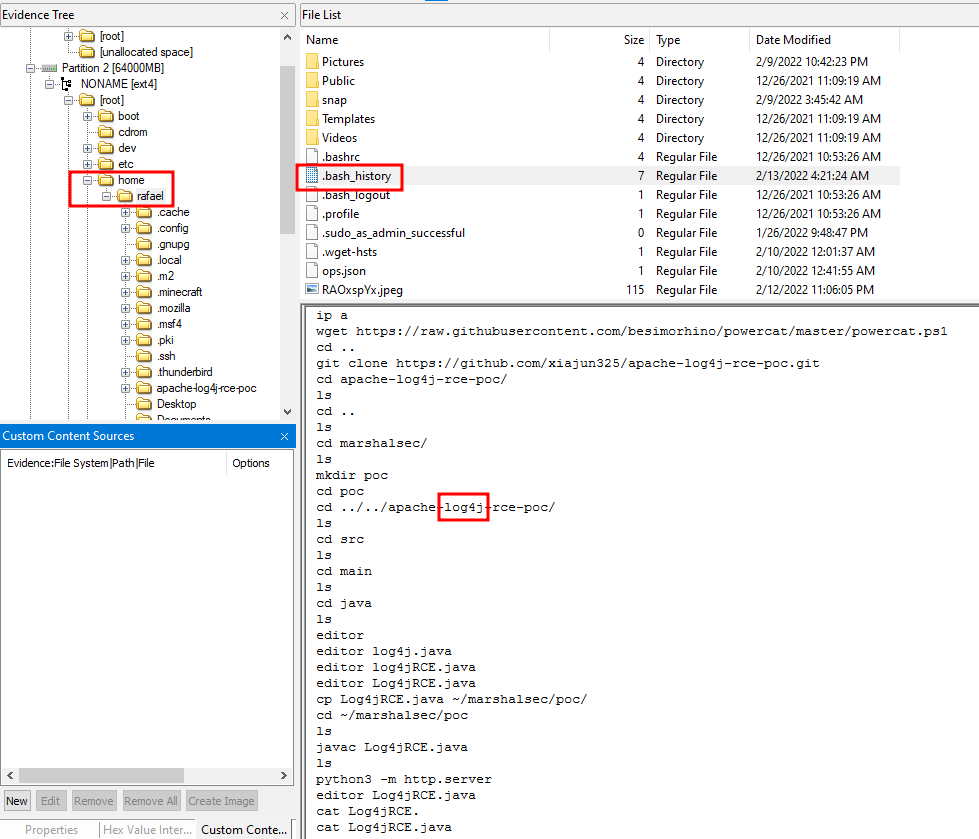 Evidence Tree
[root]
[unallocated space]
Partition 2 [64000MB]
NONAME [ext4]
[root]
boot
cdrom
dev
etc
home
rafael
.cache
.config
.gnupg
.local
.m2
.minecraft
.mozilla
.msf4
.pki
.ssh
.thunderbird
apache-log4j-rce-poc
Desktop
Documents
Custom Content Sources
Evidence:File System|Path|File Options
New Edit Remove Remove All Create Image
Properties Hex Value Inter... Custom Conte...
File List
Name Size Type Date Modified
Pictures 4 Directory 2/9/2022 10:42:23 PM
Public 4 Directory 12/26/2021 11:09:19 AM
snap 4 Directory 2/9/2022 3:45:42 AM
Templates 4 Directory 12/26/2021 11:09:19 AM
Videos 4 Directory 12/26/2021 11:09:19 AM
.bashrc 4 Regular File 12/26/2021 10:53:26 AM
.bash_history 7 Regular File 2/13/2022 4:21:24 AM
.bash_logout 1 Regular File 12/26/2021 10:53:26 AM
.profile 1 Regular File 12/26/2021 10:53:26 AM
.sudo_as_admin_successful 0 Regular File 1/26/2022 9:48:47 PM
.wget-hsts 1 Regular File 2/10/2022 12:01:37 AM
ops.json 1 Regular File 2/10/2022 12:41:55 AM
RAOxspYx.jpeg 115 Regular File 2/12/2022 11:06:05 PM
ip a
wget https://raw.githubusercontent.com/besimorhino/powercat/master/powercat.ps1
cd ..
git clone https://github.com/xiajun325/apache-log4j-rce-poc.git
cd apache-log4j-rce-poc/
ls
cd ..
ls
cd marshalsec/
ls
mkdir poc
cd poc
cd ../../apache-log4j-rce-poc/
ls
cd src
ls
cd main
ls
cd java
ls
editor
editor log4j.java
editor log4jRCE.java
editor Log4jRCE.java
cp Log4jRCE.java ~/marshalsec/poc/
cd ~/marshalsec/poc
ls
javac Log4jRCE.java
ls
python3 -m http.server
editor Log4jRCE.java
cat Log4jRCE.
cat Log4jRCE.java